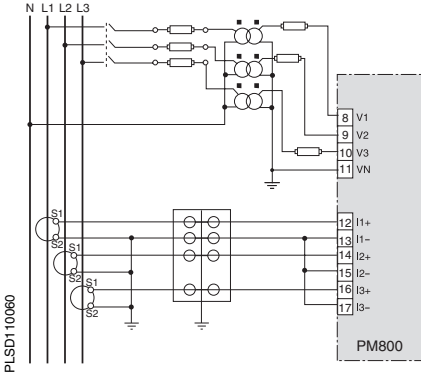 N L1 L2 L3
8 V1
9 V2
10 V3
11 VN
S1
12 I1+
S2
13 I1–
S1
14 I2+
S2
15 I2–
S1
16 I3+
S2
17 I3–
PM800
PLSD110060